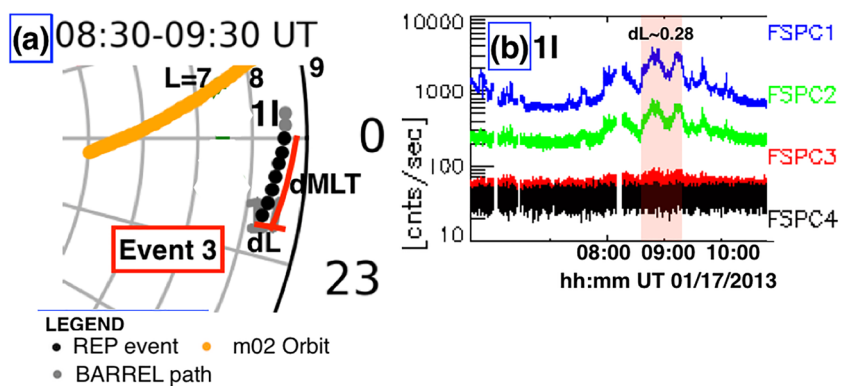 (a) 08:30-09:30 UT
L=7 8 9
1I
0
dMLT
dL
Event 3
23
LEGEND
REP event
m02 Orbit
BARREL path
(b) 1I
dL~0.28
10000
1000
100
10
[cnts/sec]
FSPC1
FSPC2
FSPC3
FSPC4
08:00 09:00 10:00
hh:mm UT 01/17/2013